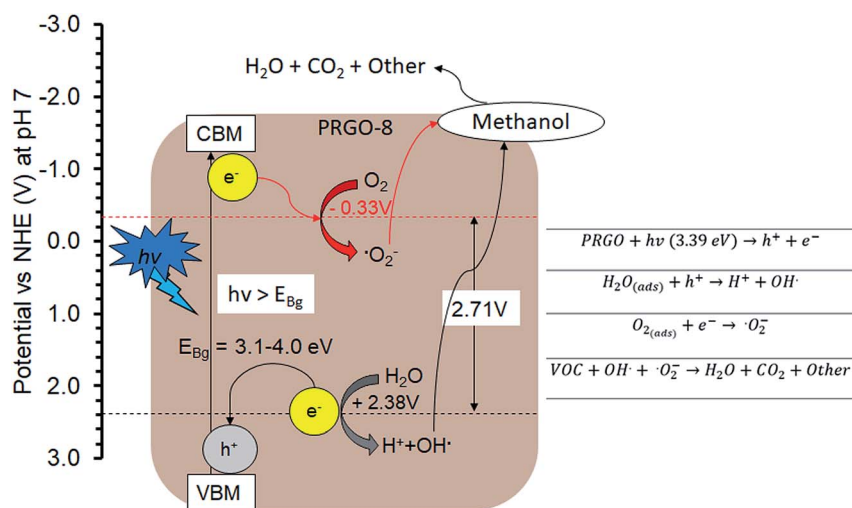 -3.0
-2.0
-1.0
0.0
1.0
2.0
3.0
Potential vs NHE (V) at pH 7
H₂O + CO₂ + Other
Methanol
PRGO-8
CBM
e⁻
O₂
- 0.33V
·O₂⁻
hv
hv > E_Bg
2.71V
E_Bg = 3.1-4.0 eV
H₂O
+ 2.38V
e⁻
H⁺+OH·
h⁺
VBM
PRGO + hv (3.39 eV) → h⁺ + e⁻
H₂O₍ads₎ + h⁺ → H⁺ + OH·
O₂₍ads₎ + e⁻ → ·O₂⁻
VOC + OH· + ·O₂⁻ → H₂O + CO₂ + Other